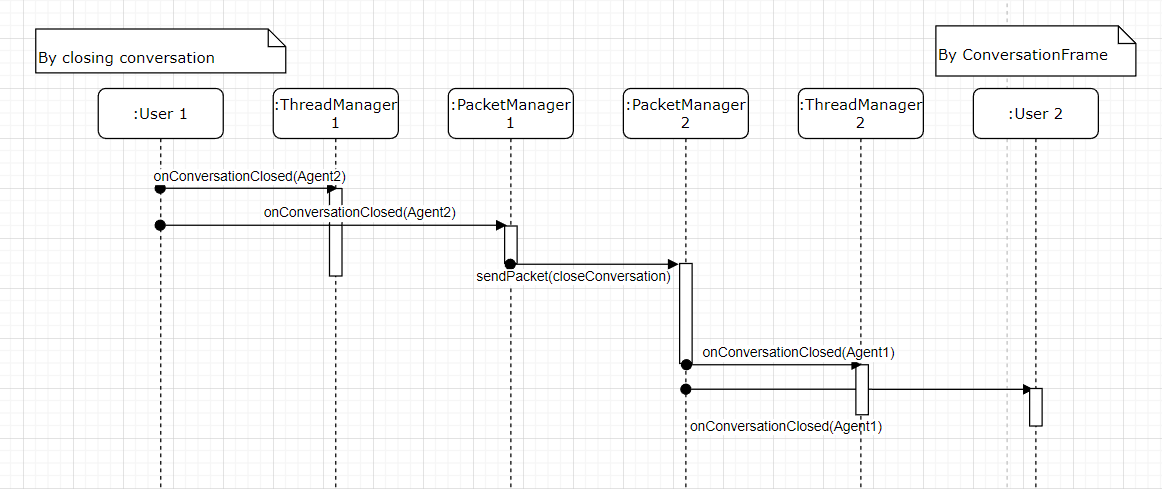 By closing conversation
By ConversationFrame
:User 1
:ThreadManager
1
:PacketManager
1
:PacketManager
2
:ThreadManager
2
:User 2
onConversationClosed(Agent2)
onConversationClosed(Agent2)
sendPacket(closeConversation)
onConversationClosed(Agent1)
onConversationClosed(Agent1)